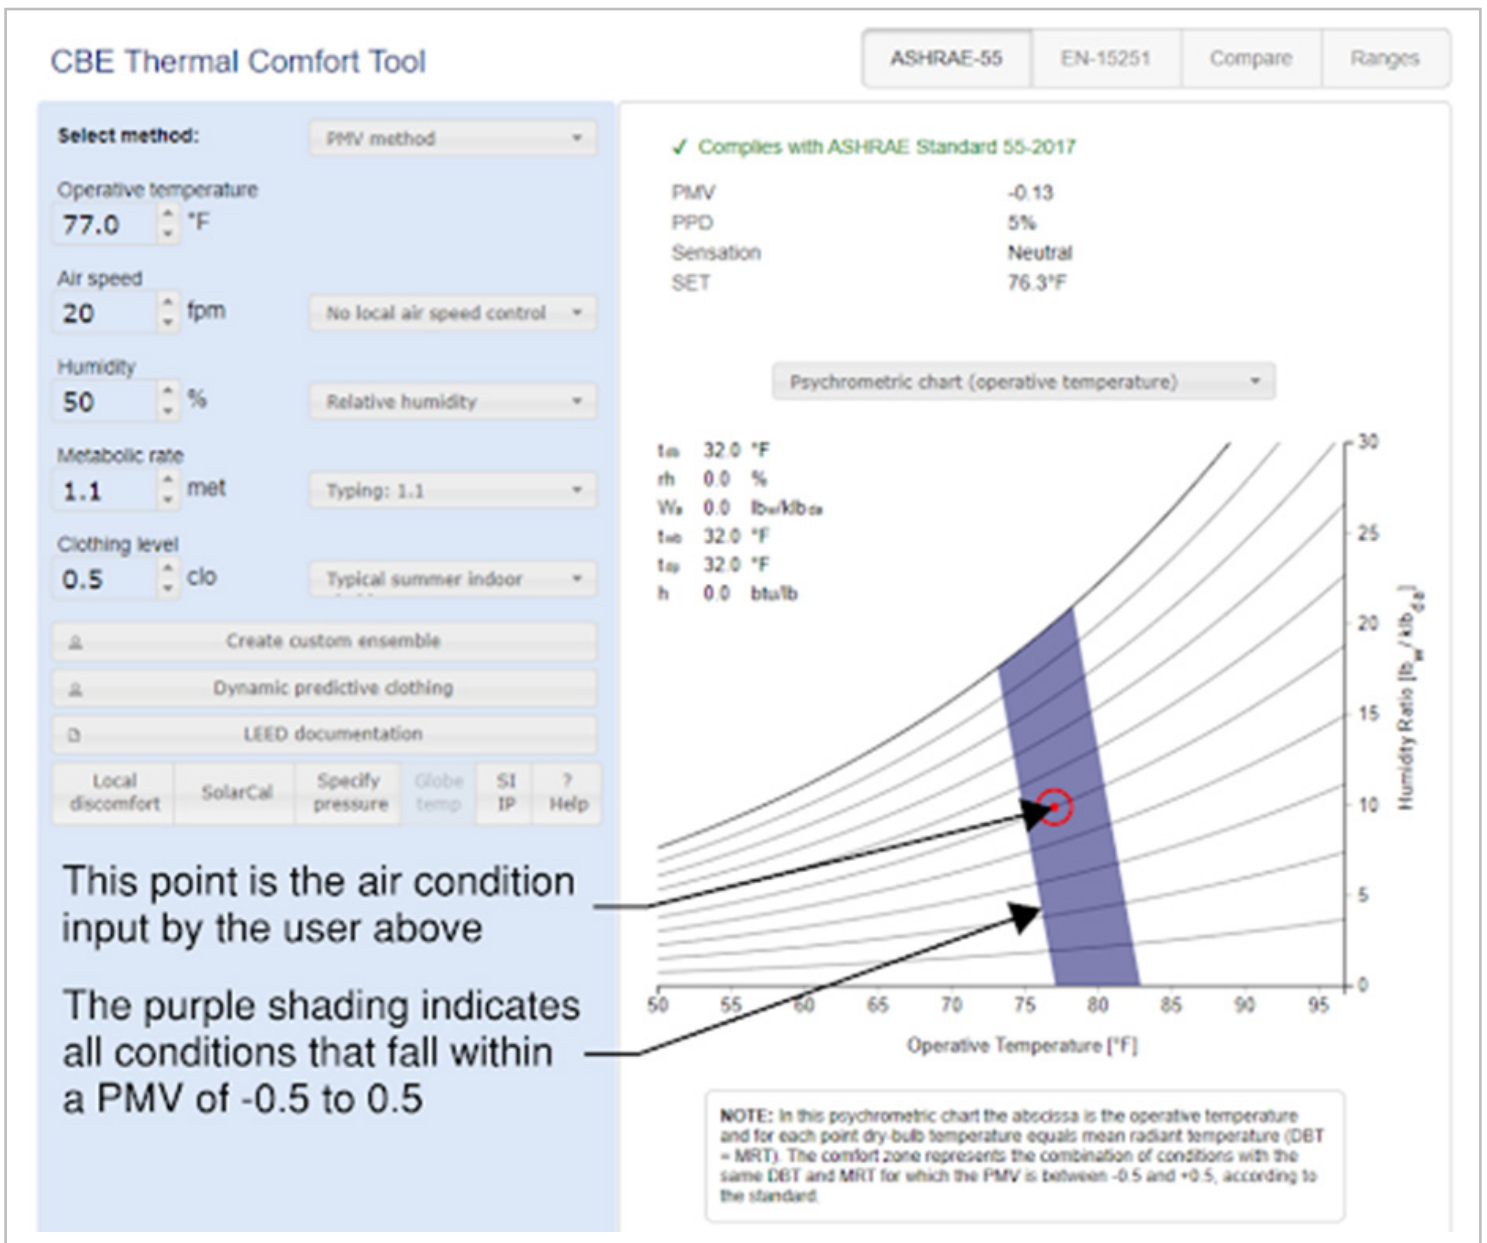 CBE Thermal Comfort Tool
ASHRAE-55 EN-15251 Compare Ranges
Select method: PMV method
Operative temperature
77.0 °F
Air speed
20 fpm No local air speed control
Humidity
50 % Relative humidity
Metabolic rate
1.1 met Typing: 1.1
Clothing level
0.5 clo Typical summer indoor
Create custom ensemble
Dynamic predictive clothing
LEED documentation
Local discomfort
SolarCal
Specify pressure
Globe temp
SI IP
? Help
This point is the air condition
input by the user above
The purple shading indicates
all conditions that fall within
a PMV of -0.5 to 0.5
✓ Complies with ASHRAE Standard 55-2017
PMV -0.13
PPD 5%
Sensation Neutral
SET 76.3°F
Psychrometric chart (operative temperature)
tdb 32.0 °F
rh 0.0 %
Wa 0.0 lbw/klbda
twb 32.0 °F
tdp 32.0 °F
h 0.0 btu/lb
30
25
20
15
10
5
0
Humidity Ratio [lbw / klbda]
50 55 60 65 70 75 80 85 90 95
Operative Temperature [°F]
NOTE: In this psychrometric chart the abscissa is the operative temperature
and for each point dry-bulb temperature equals mean radiant temperature (DBT
= MRT). The comfort zone represents the combination of conditions with the
same DBT and MRT for which the PMV is between -0.5 and +0.5, according to
the standard.